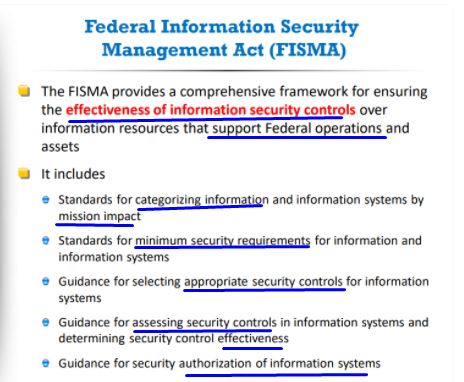 Federal Information Security
Management Act (FISMA)
The FISMA provides a comprehensive framework for ensuring
the effectiveness of information security controls over
information resources that support Federal operations and
assets
It includes
Standards for categorizing information and information systems by
mission impact
Standards for minimum security requirements for information and
information systems
Guidance for selecting appropriate security controls for information
systems
Guidance for assessing security controls in information systems and
determining security control effectiveness
Guidance for security authorization of information systems